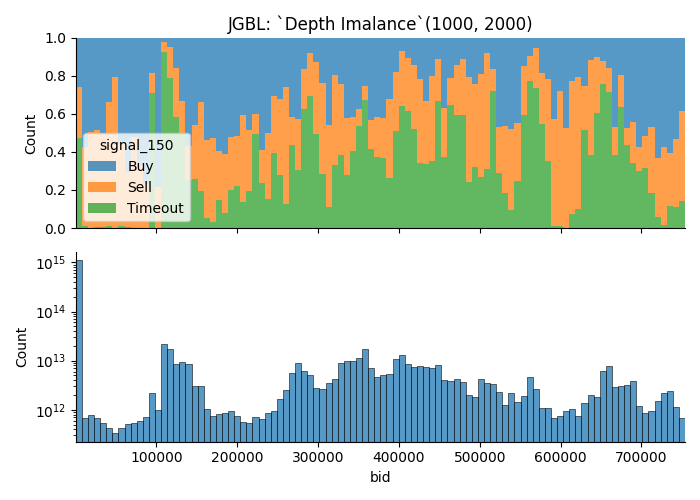 JGBL: `Depth Imalance`(1000, 2000)
1.0
0.8
0.6
0.4
0.2
0.0
Count
signal_150
Buy
Sell
Timeout
10^15
10^14
10^13
10^12
Count
100000 200000 300000 400000 500000 600000 700000
bid